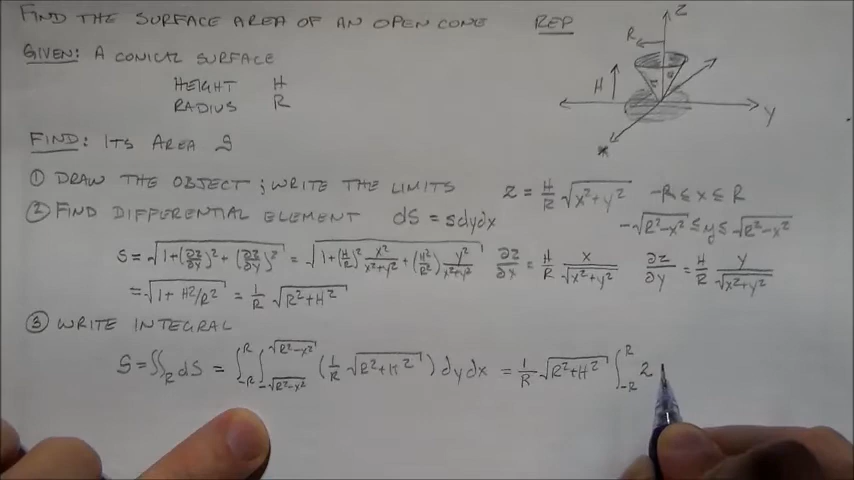 FIND THE SURFACE AREA OF AN OPEN CONE REP
GIVEN: A CONICAL SURFACE
HEIGHT H
RADIUS R
FIND: ITS AREA S
① DRAW THE OBJECT; WRITE THE LIMITS z = H/R √(x²+y²) -R ≤ x ≤ R
-√(R²-x²) ≤ y ≤ √(R²-x²)
② FIND DIFFERENTIAL ELEMENT dS = s dy dx
S = √(1+(∂z/∂x)²+(∂z/∂y)²) = √(1+(H/R)² x²/(x²+y²) + (H²/R²) y²/(x²+y²)) ∂z/∂x = H/R x/√(x²+y²) ∂z/∂y = H/R y/√(x²+y²)
= √(1+H²/R²) = 1/R √(R²+H²)
③ WRITE INTEGRAL
S = ∬_R dS = ∫_{-R}^{R} ∫_{-√(R²-x²)}^{√(R²-x²)} (1/R √(R²+H²)) dy dx = 1/R √(R²+H²) ∫_{-R}^{R} 2
Z
R
H
Y